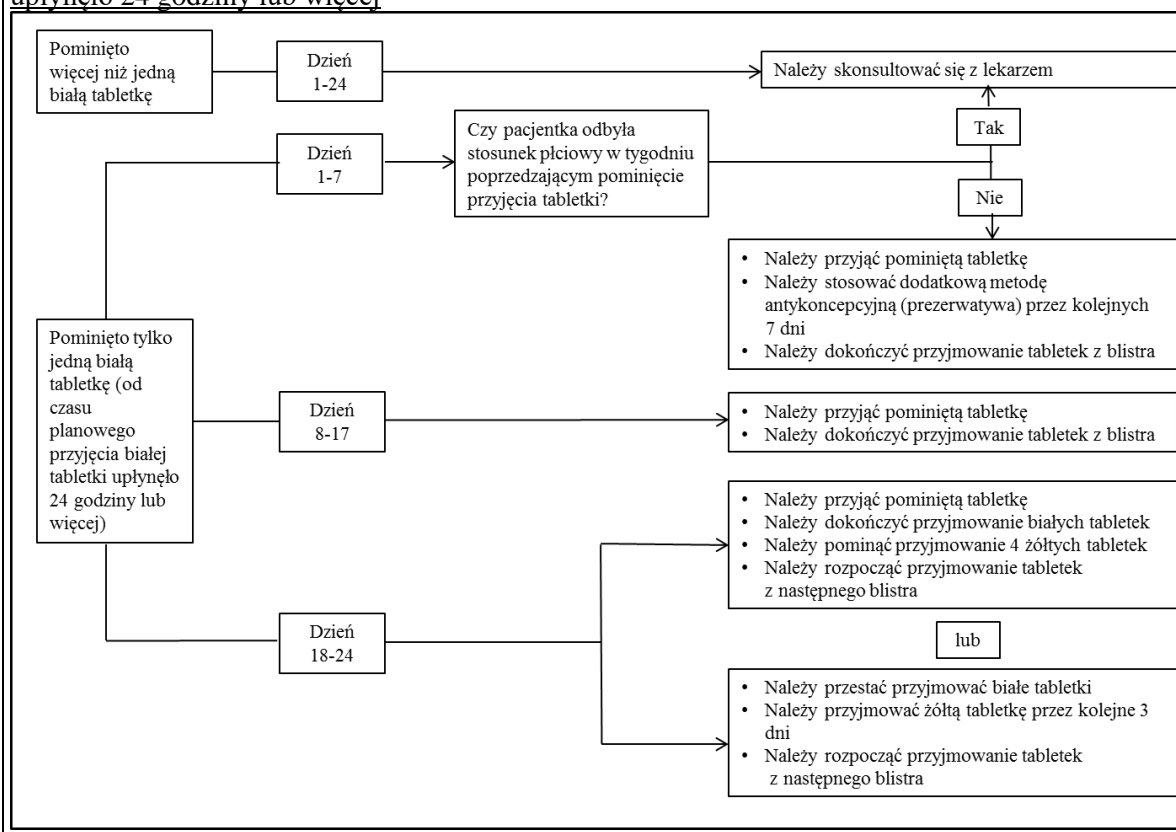 upłynęło 24 godziny lub więcej
Pominięto
więcej niż jedną
białą tabletkę
Dzień
1-24
Należy skonsultować się z lekarzem
Tak
Dzień
1-7
Czy pacjentka odbyła
stosunek płciowy w tygodniu
poprzedzającym pominięcie
przyjęcia tabletki?
Nie
• Należy przyjąć pominiętą tabletkę
• Należy stosować dodatkową metodę
antykoncepcyjną (prezerwatywa) przez kolejnych
7 dni
• Należy dokończyć przyjmowanie tabletek z blistra
Pominięto tylko
jedną białą
tabletkę (od
czasu
planowego
przyjęcia białej
tabletki upłynęło
24 godziny lub
więcej)
Dzień
8-17
• Należy przyjąć pominiętą tabletkę
• Należy dokończyć przyjmowanie tabletek z blistra
Dzień
18-24
• Należy przyjąć pominiętą tabletkę
• Należy dokończyć przyjmowanie białych tabletek
• Należy pominąć przyjmowanie 4 żółtych tabletek
• Należy rozpocząć przyjmowanie tabletek
z następnego blistra
lub
• Należy przestać przyjmować białe tabletki
• Należy przyjmować żółtą tabletkę przez kolejne 3
dni
• Należy rozpocząć przyjmowanie tabletek
z następnego blistra